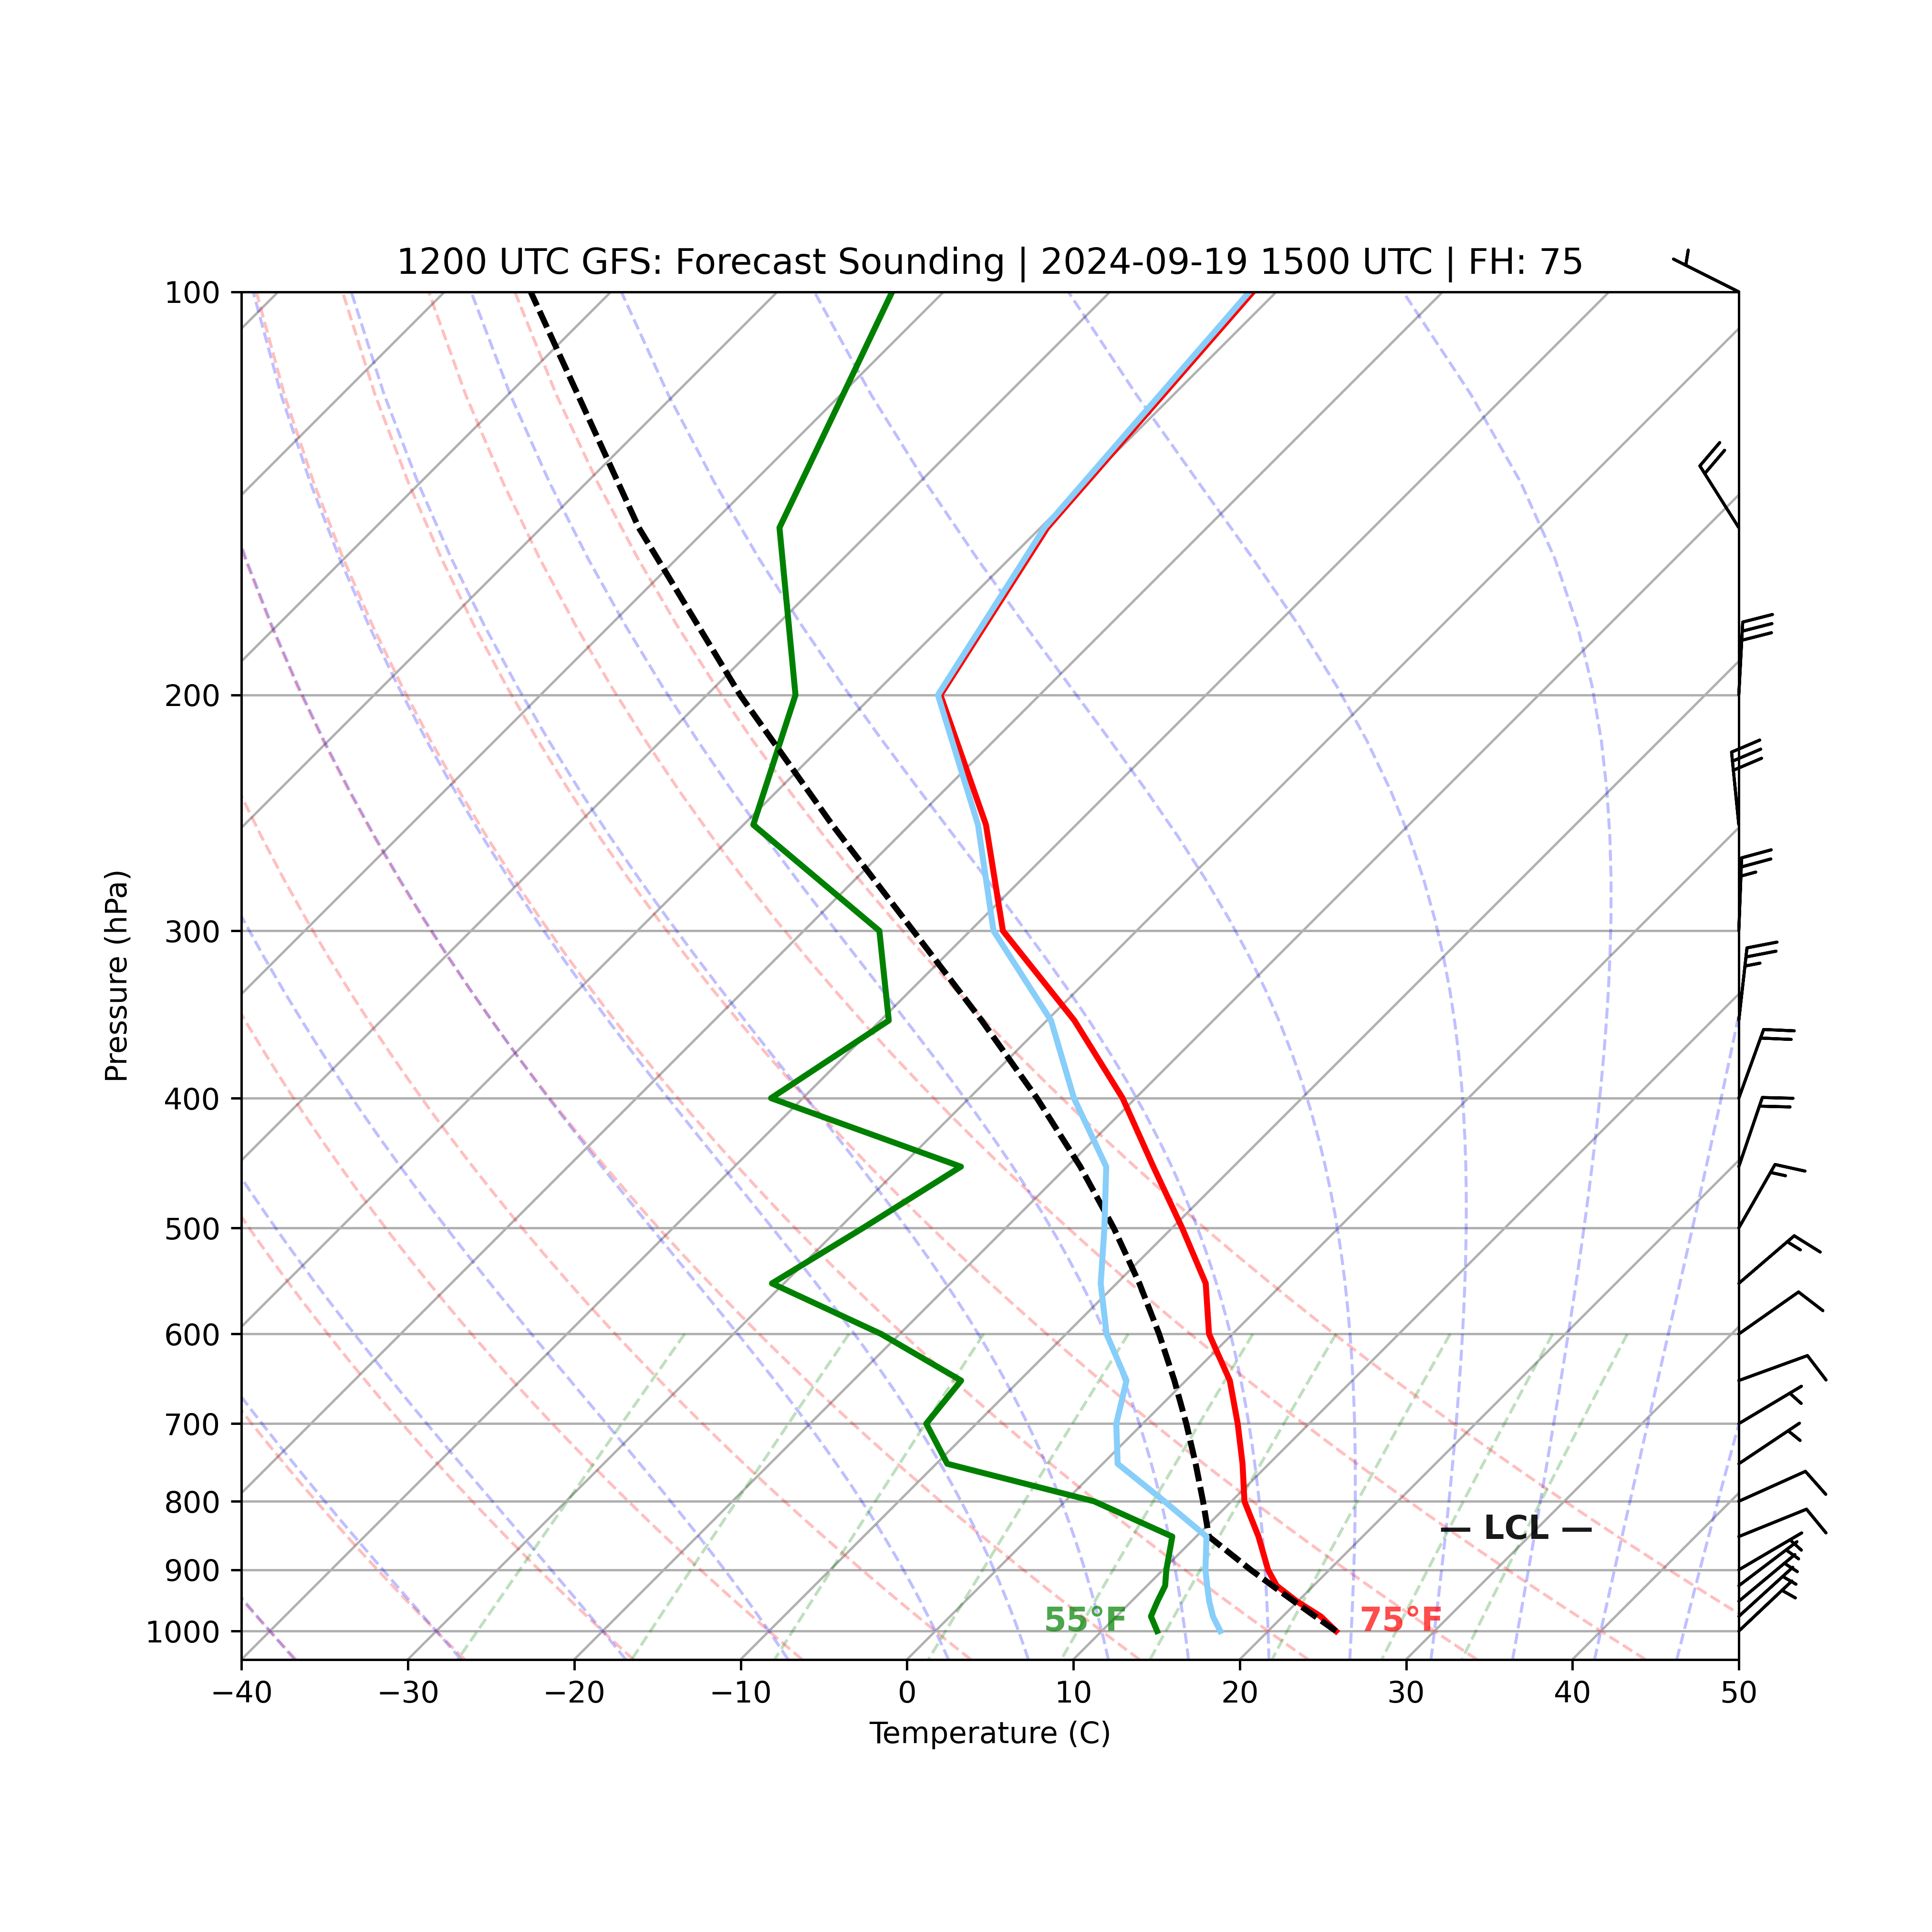 1200 UTC GFS: Forecast Sounding | 2024-09-19 1500 UTC | FH: 75
100
200
300
400
500
600
700
800
900
1000
Pressure (hPa)
— LCL —
55°F
75°F
−40 −30 −20 −10 0 10 20 30 40 50
Temperature (C)